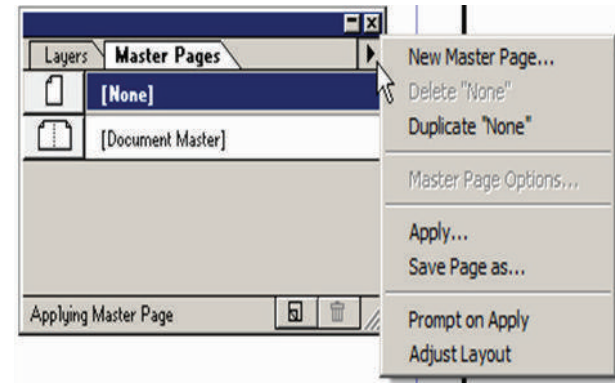 Layers Master Pages
[None]
[Document Master]
Applying Master Page
New Master Page...
Delete "None"
Duplicate "None"
Master Page Options...
Apply...
Save Page as...
Prompt on Apply
Adjust Layout